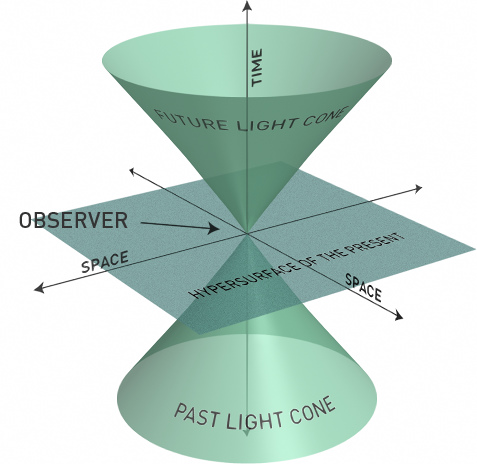 TIME
FUTURE LIGHT CONE
OBSERVER
SPACE
HYPERSURFACE OF THE PRESENT
SPACE
PAST LIGHT CONE